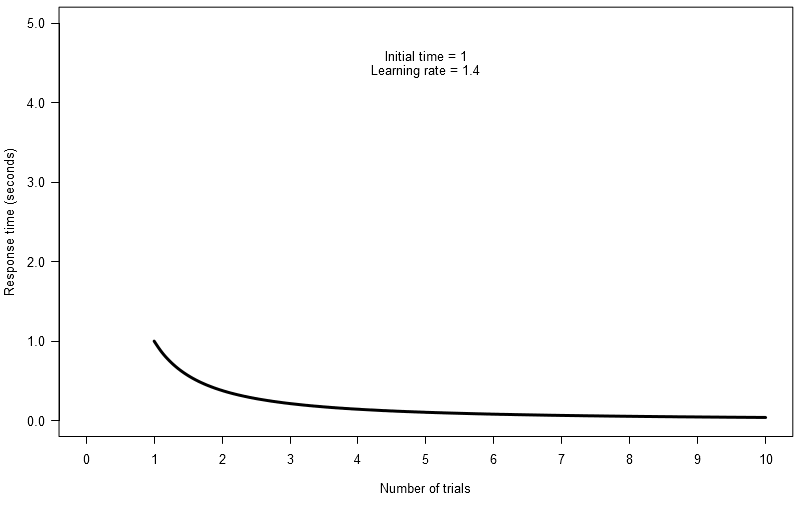 5.0
4.0
3.0
2.0
1.0
0.0
Response time (seconds)
Initial time = 1
Learning rate = 1.4
0 1 2 3 4 5 6 7 8 9 10
Number of trials